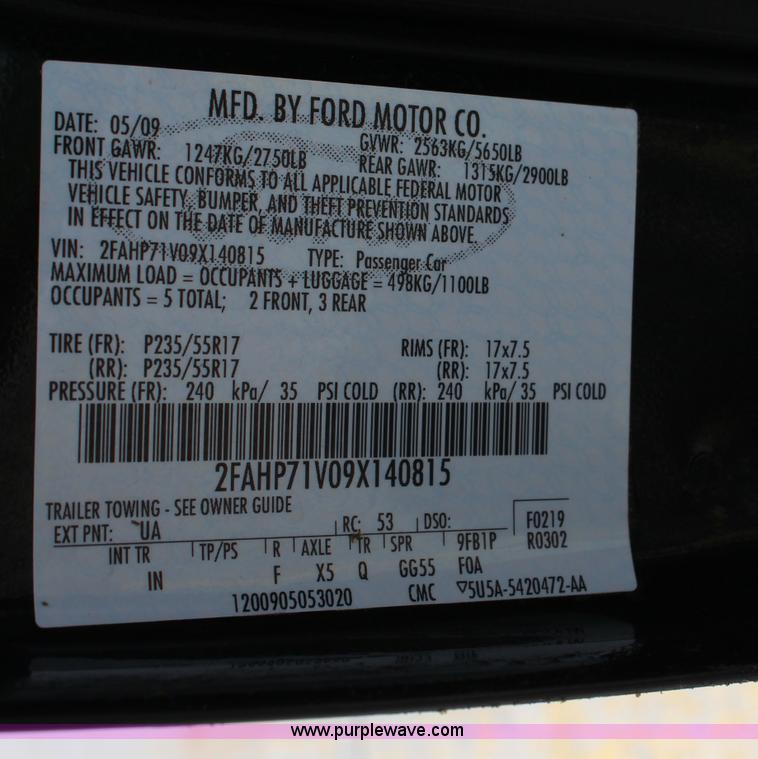 MFD. BY FORD MOTOR CO.
DATE: 05/09 GVWR: 2563KG/5650LB
FRONT GAWR: 1247KG/2750LB REAR GAWR: 1315KG/2900LB
THIS VEHICLE CONFORMS TO ALL APPLICABLE FEDERAL MOTOR
VEHICLE SAFETY, BUMPER, AND THEFT PREVENTION STANDARDS
IN EFFECT ON THE DATE OF MANUFACTURE SHOWN ABOVE.
VIN: 2FAHP71V09X140815 TYPE: Passenger Car
MAXIMUM LOAD = OCCUPANTS + LUGGAGE = 498KG/1100LB
OCCUPANTS = 5 TOTAL; 2 FRONT, 3 REAR
TIRE (FR): P235/55R17 RIMS (FR): 17x7.5
(RR): P235/55R17 (RR): 17x7.5
PRESSURE (FR): 240 kPa/ 35 PSI COLD (RR): 240 kPa/ 35 PSI COLD
2FAHP71V09X140815
TRAILER TOWING - SEE OWNER GUIDE
EXT PNT: UA RC: 53 DSO: F0219
INT TR TP/PS R AXLE TR SPR 9FB1P R0302
IN F X5 Q GG55 F0A
1200905053020 CMC ▽5U5A-5420472-AA
www.purplewave.com